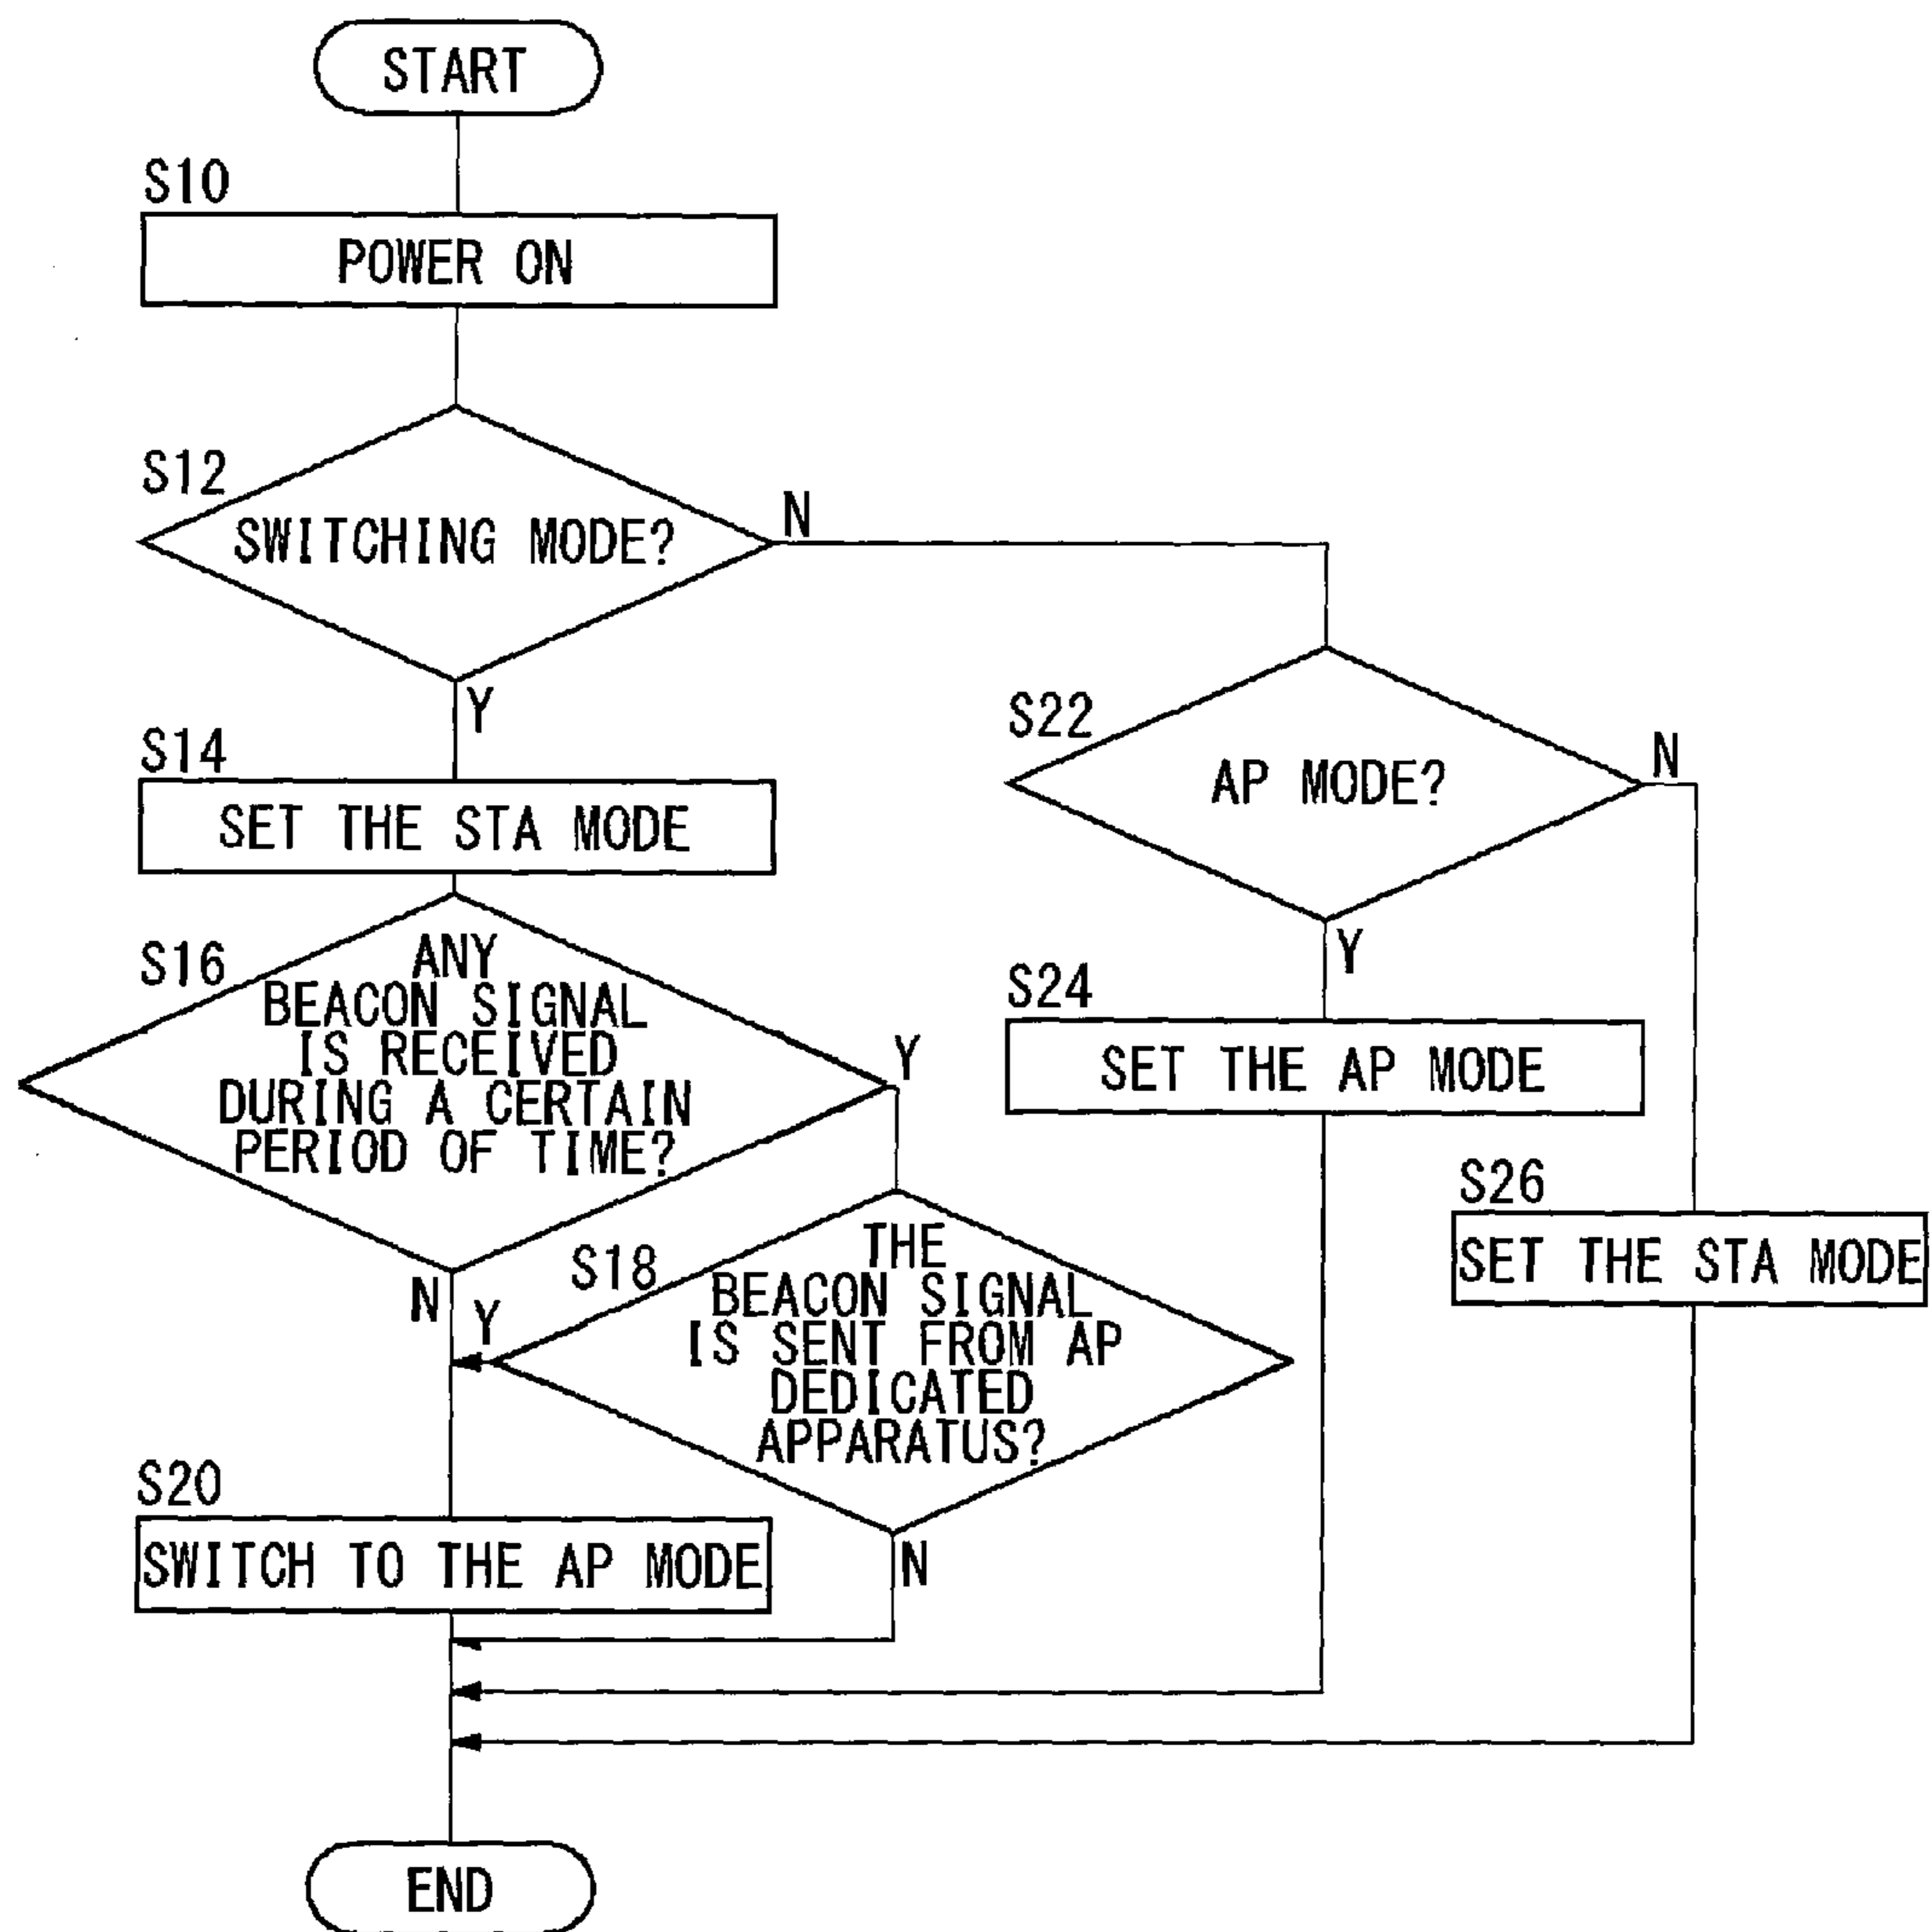 START
S10
POWER ON
S12
SWITCHING MODE?
N
Y
S14
SET THE STA MODE
S16
ANY
BEACON SIGNAL
IS RECEIVED
DURING A CERTAIN
PERIOD OF TIME?
Y
N
S18
THE
BEACON SIGNAL
IS SENT FROM AP
DEDICATED
APPARATUS?
Y
N
S20
SWITCH TO THE AP MODE
S22
AP MODE?
N
Y
S24
SET THE AP MODE
S26
SET THE STA MODE
END